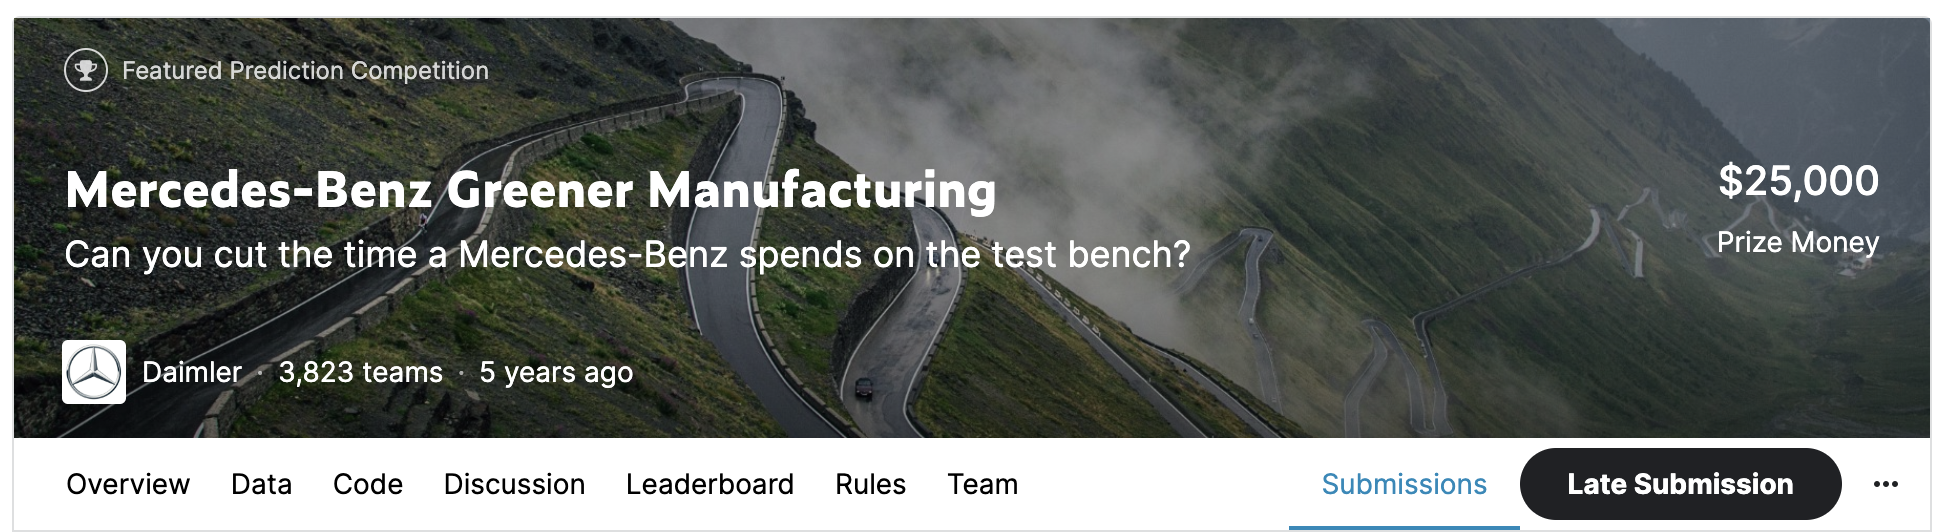 Featured Prediction Competition
Mercedes-Benz Greener Manufacturing
Can you cut the time a Mercedes-Benz spends on the test bench?
$25,000
Prize Money
Daimler · 3,823 teams · 5 years ago
Overview Data Code Discussion Leaderboard Rules Team Submissions Late Submission ...